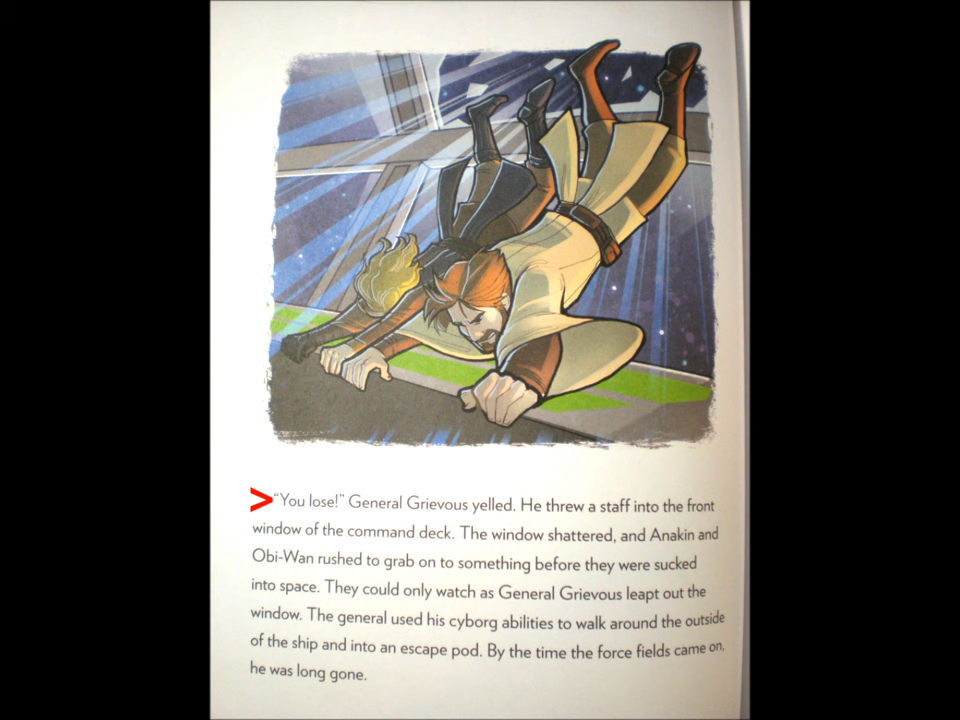 >"You lose!" General Grievous yelled. He threw a staff into the front
window of the command deck. The window shattered, and Anakin and
Obi-Wan rushed to grab on to something before they were sucked
into space. They could only watch as General Grievous leapt out the
window. The general used his cyborg abilities to walk around the outside
of the ship and into an escape pod. By the time the force fields came on,
he was long gone.